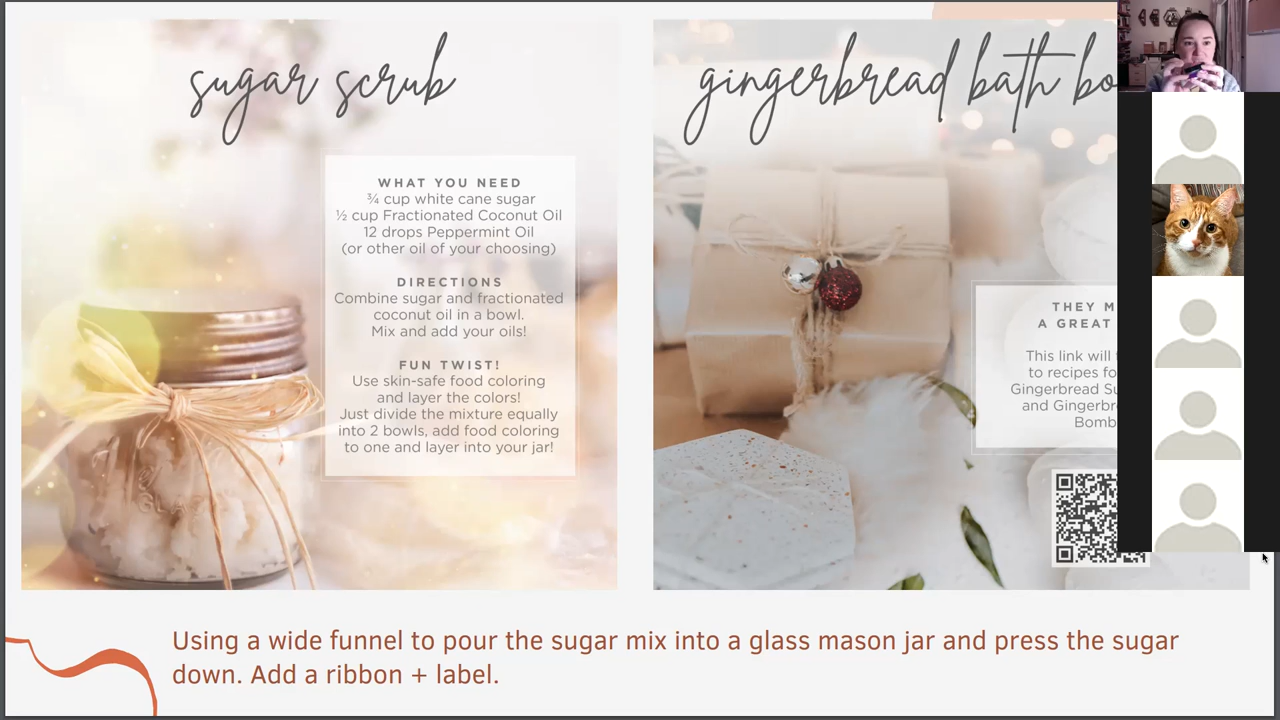 sugar scrub
WHAT YOU NEED
¾ cup white cane sugar
½ cup Fractionated Coconut Oil
12 drops Peppermint Oil
(or other oil of your choosing)
DIRECTIONS
Combine sugar and fractionated
coconut oil in a bowl.
Mix and add your oils!
FUN TWIST!
Use skin-safe food coloring
and layer the colors!
Just divide the mixture equally
into 2 bowls, add food coloring
to one and layer into your jar!
gingerbread bath bo
THEY M
A GREAT
This link will
to recipes fo
Gingerbread Su
and Gingerbr
Bomb
Using a wide funnel to pour the sugar mix into a glass mason jar and press the sugar
down. Add a ribbon + label.